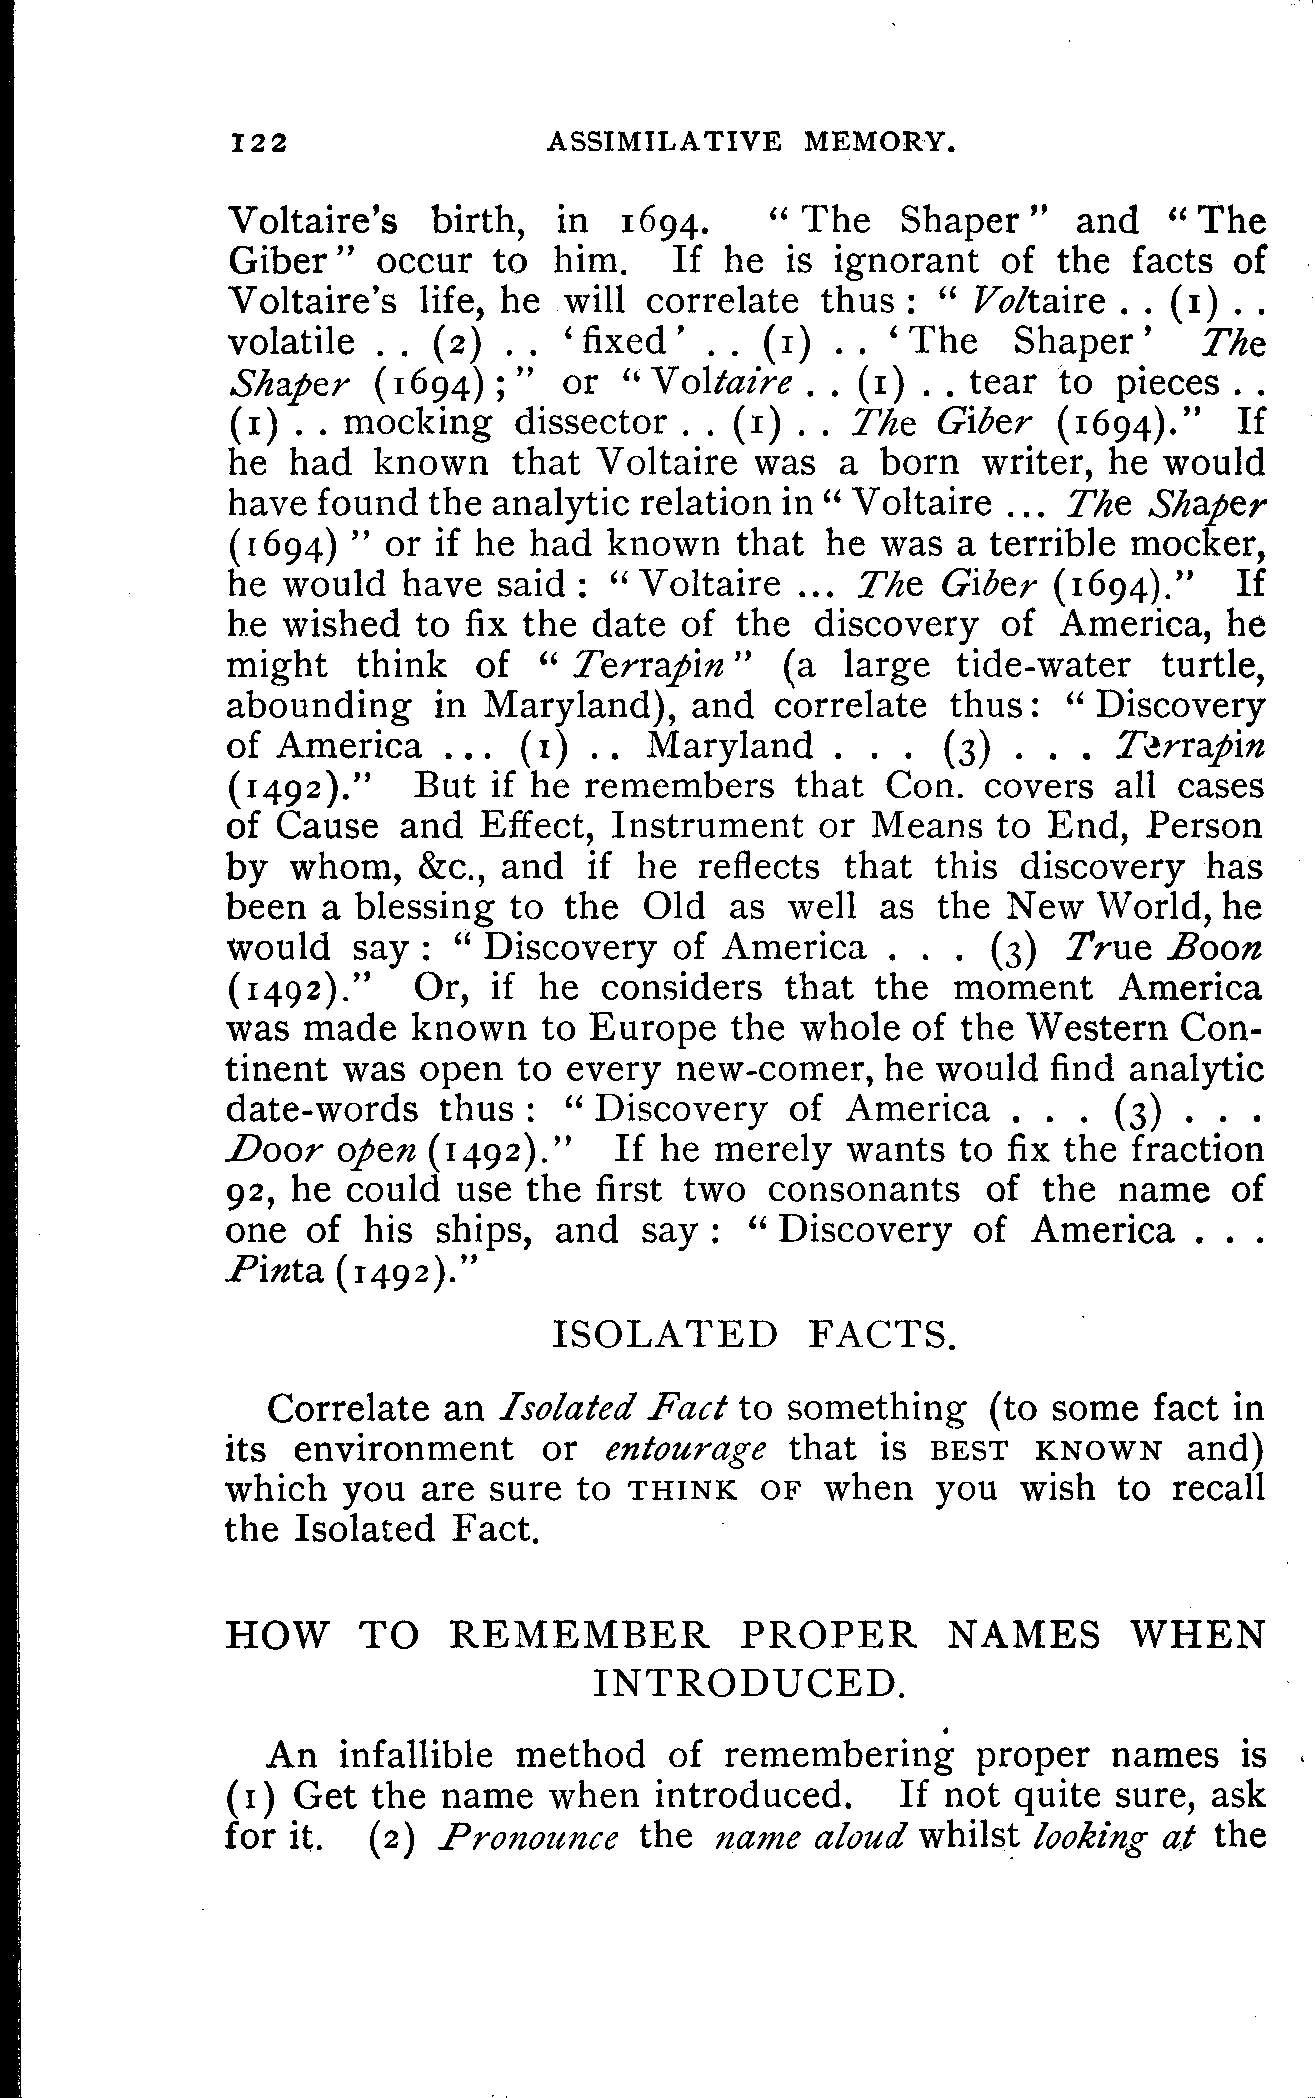 122 ASSIMILATIVE MEMORY.
Voltaire's birth, in 1694. "The Shaper" and "The
Giber" occur to him. If he is ignorant of the facts of
Voltaire's life, he will correlate thus: "Voltaire . . (1) . .
volatile . . (2) . . 'fixed' . . (1) . . 'The Shaper' The
Shaper (1694);" or "Voltaire . . (1) . . tear to pieces . .
(1) . . mocking dissector . . (1) . . The Giber (1694)." If
he had known that Voltaire was a born writer, he would
have found the analytic relation in "Voltaire ... The Shaper
(1694)" or if he had known that he was a terrible mocker,
he would have said: "Voltaire ... The Giber (1694)." If
he wished to fix the date of the discovery of America, he
might think of "Terrapin" (a large tide-water turtle,
abounding in Maryland), and correlate thus: "Discovery
of America ... (1) .. Maryland . . . (3) . . . Terrapin
(1492)." But if he remembers that Con. covers all cases
of Cause and Effect, Instrument or Means to End, Person
by whom, &c., and if he reflects that this discovery has
been a blessing to the Old as well as the New World, he
would say: "Discovery of America . . . (3) True Boon
(1492)." Or, if he considers that the moment America
was made known to Europe the whole of the Western Con-
tinent was open to every new-comer, he would find analytic
date-words thus: "Discovery of America . . . (3) . . .
Door open (1492)." If he merely wants to fix the fraction
92, he could use the first two consonants of the name of
one of his ships, and say: "Discovery of America . . .
Pinta (1492)."
ISOLATED FACTS.
Correlate an Isolated Fact to something (to some fact in
its environment or entourage that is BEST KNOWN and)
which you are sure to THINK OF when you wish to recall
the Isolated Fact.
HOW TO REMEMBER PROPER NAMES WHEN
INTRODUCED.
An infallible method of remembering proper names is
(1) Get the name when introduced. If not quite sure, ask
for it. (2) Pronounce the name aloud whilst looking at the